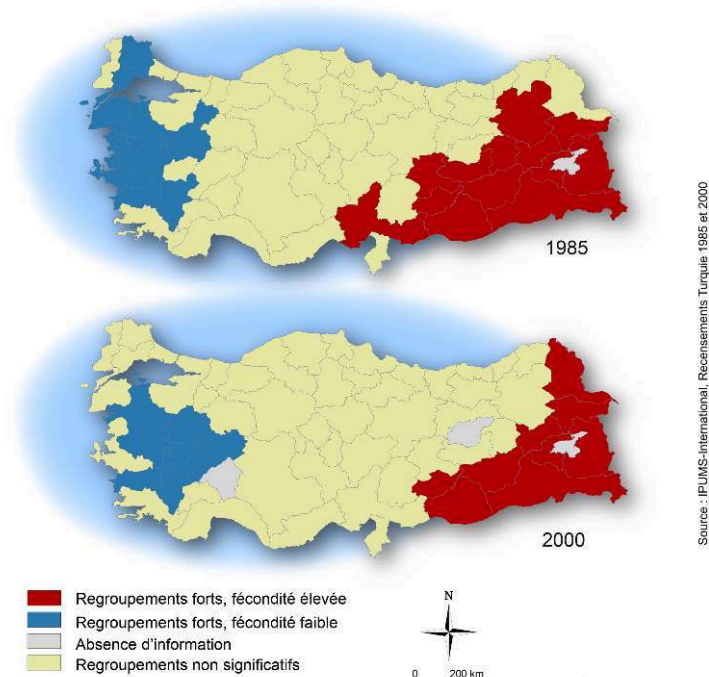 1985
Source : IPUMS-International, Recensements Turquie 1985 et 2000
2000
Regroupements forts, fécondité élevée
Regroupements forts, fécondité faible
Absence d'information
Regroupements non significatifs
N
0 200 km